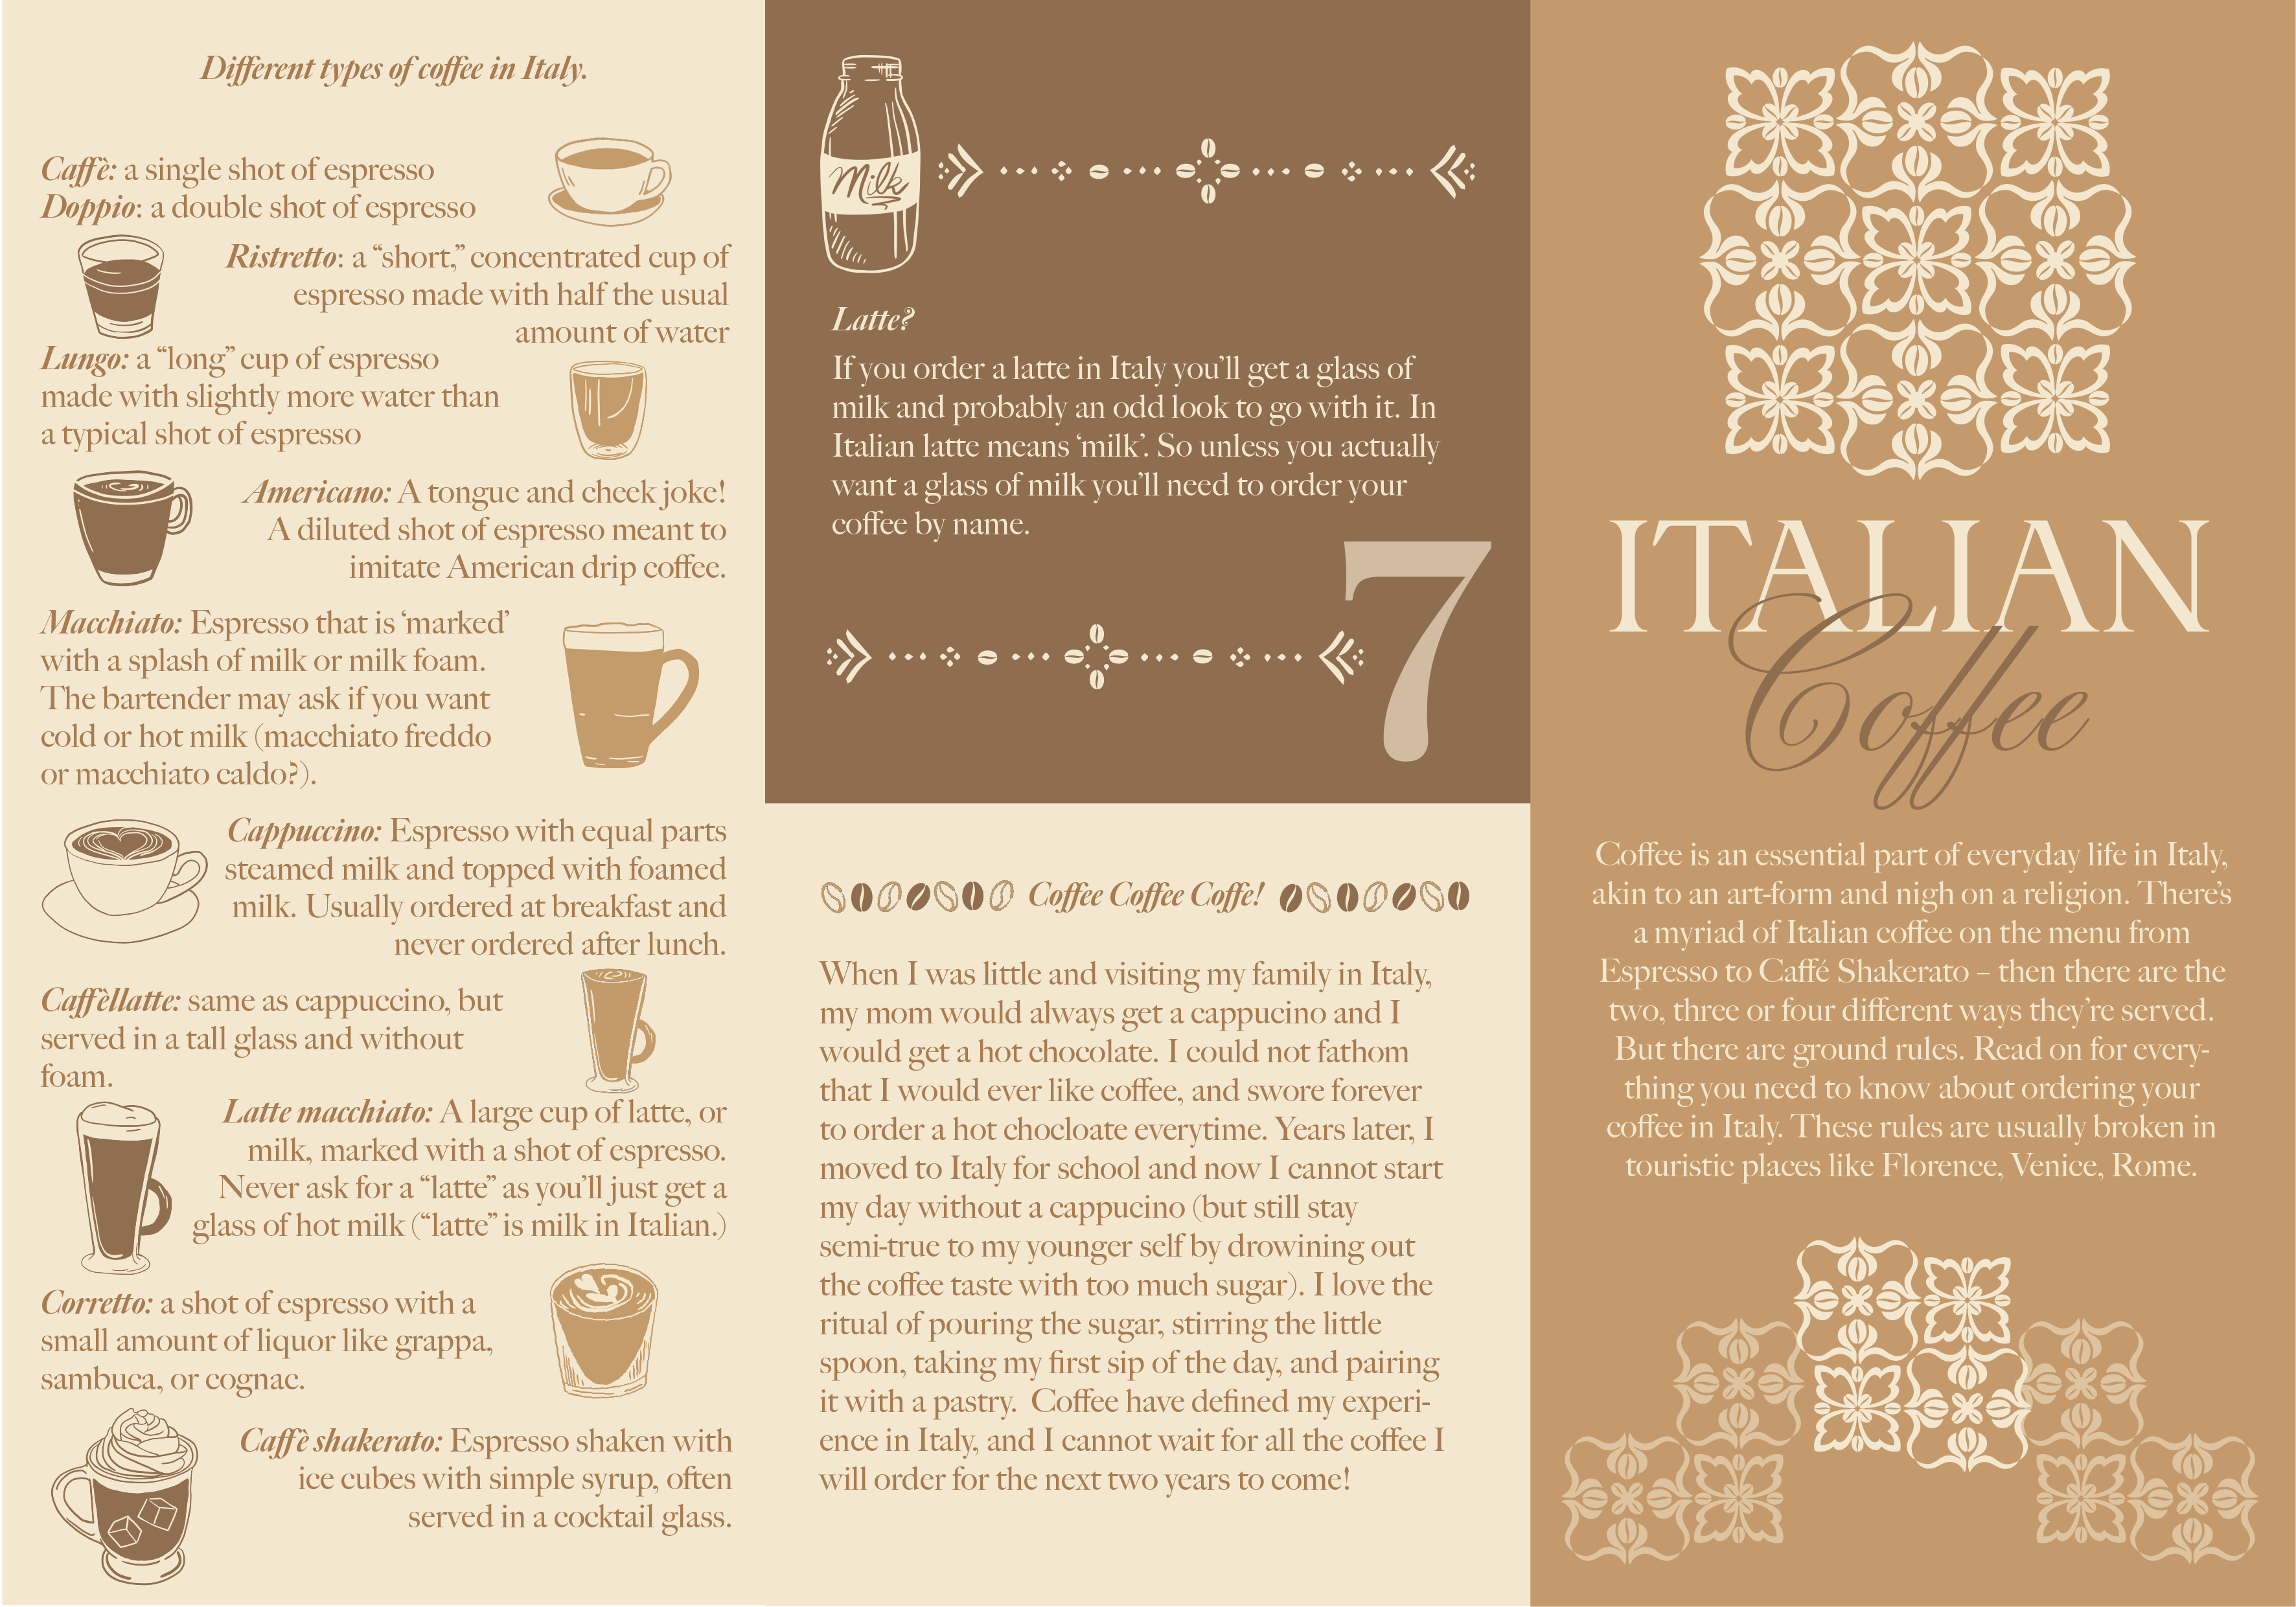 Different types of coffee in Italy.
Caffè: a single shot of espresso
Doppio: a double shot of espresso
Ristretto: a “short,” concentrated cup of
espresso made with half the usual
amount of water
Lungo: a “long” cup of espresso
made with slightly more water than
a typical shot of espresso
Americano: A tongue and cheek joke!
A diluted shot of espresso meant to
imitate American drip coffee.
Macchiato: Espresso that is ‘marked’
with a splash of milk or milk foam.
The bartender may ask if you want
cold or hot milk (macchiato freddo
or macchiato caldo?).
Cappuccino: Espresso with equal parts
steamed milk and topped with foamed
milk. Usually ordered at breakfast and
never ordered after lunch.
Caffèllatte: same as cappuccino, but
served in a tall glass and without
foam.
Latte macchiato: A large cup of latte, or
milk, marked with a shot of espresso.
Never ask for a “latte” as you’ll just get a
glass of hot milk (“latte” is milk in Italian.)
Corretto: a shot of espresso with a
small amount of liquor like grappa,
sambuca, or cognac.
Caffè shakerato: Espresso shaken with
ice cubes with simple syrup, often
served in a cocktail glass.
Milk
Latte?
If you order a latte in Italy you’ll get a glass of
milk and probably an odd look to go with it. In
Italian latte means ‘milk’. So unless you actually
want a glass of milk you’ll need to order your
coffee by name.
7
Coffee Coffee Coffe!
When I was little and visiting my family in Italy,
my mom would always get a cappucino and I
would get a hot chocolate. I could not fathom
that I would ever like coffee, and swore forever
to order a hot chocloate everytime. Years later, I
moved to Italy for school and now I cannot start
my day without a cappucino (but still stay
semi-true to my younger self by drowining out
the coffee taste with too much sugar). I love the
ritual of pouring the sugar, stirring the little
spoon, taking my first sip of the day, and pairing
it with a pastry. Coffee have defined my experi-
ence in Italy, and I cannot wait for all the coffee I
will order for the next two years to come!
ITALIAN
Coffee
Coffee is an essential part of everyday life in Italy,
akin to an art-form and nigh on a religion. There’s
a myriad of Italian coffee on the menu from
Espresso to Caffé Shakerato – then there are the
two, three or four different ways they’re served.
But there are ground rules. Read on for every-
thing you need to know about ordering your
coffee in Italy. These rules are usually broken in
touristic places like Florence, Venice, Rome.